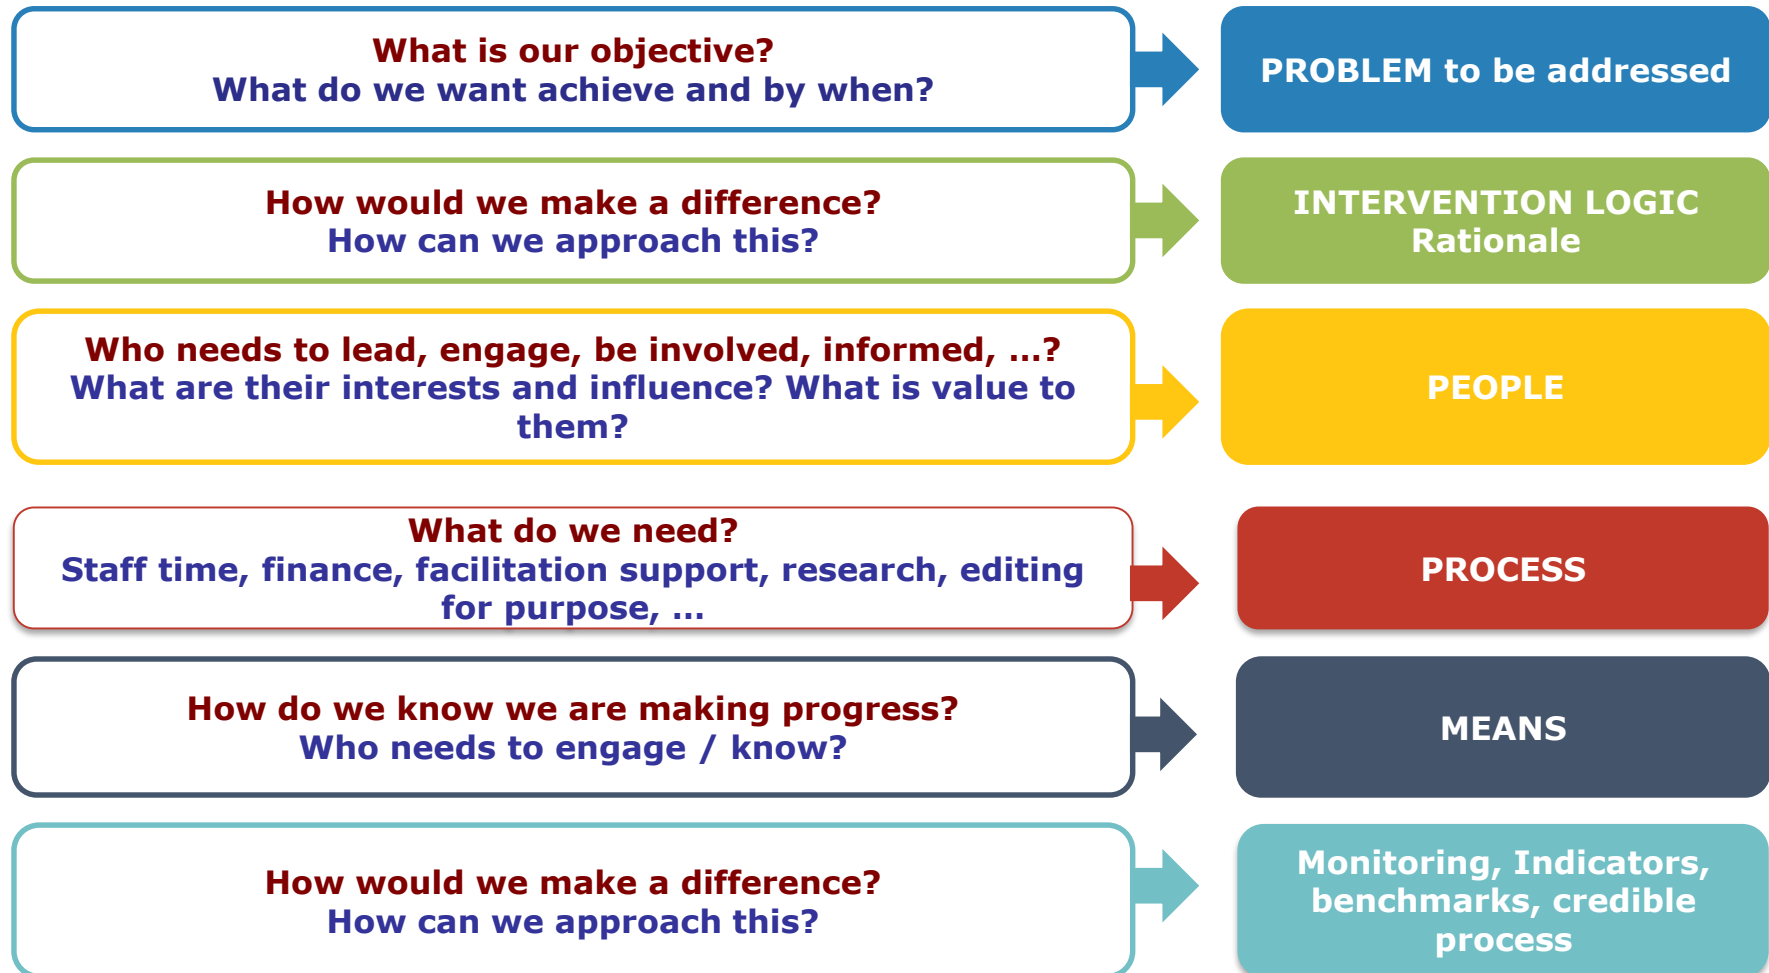 What is our objective?
What do we want achieve and by when?
PROBLEM to be addressed
How would we make a difference?
How can we approach this?
INTERVENTION LOGIC
Rationale
Who needs to lead, engage, be involved, informed, …?
What are their interests and influence? What is value to
them?
PEOPLE
What do we need?
Staff time, finance, facilitation support, research, editing
for purpose, …
PROCESS
How do we know we are making progress?
Who needs to engage / know?
MEANS
How would we make a difference?
How can we approach this?
Monitoring, Indicators,
benchmarks, credible
process